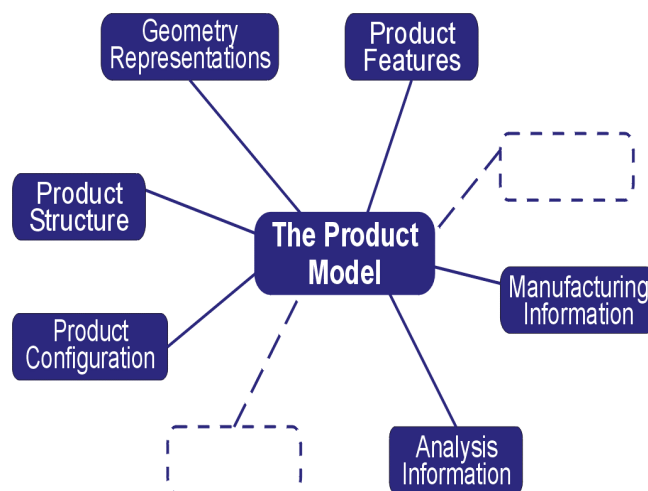 Geometry
Representations
Product
Features
Product
Structure
The Product
Model
Manufacturing
Information
Product
Configuration
Analysis
Information